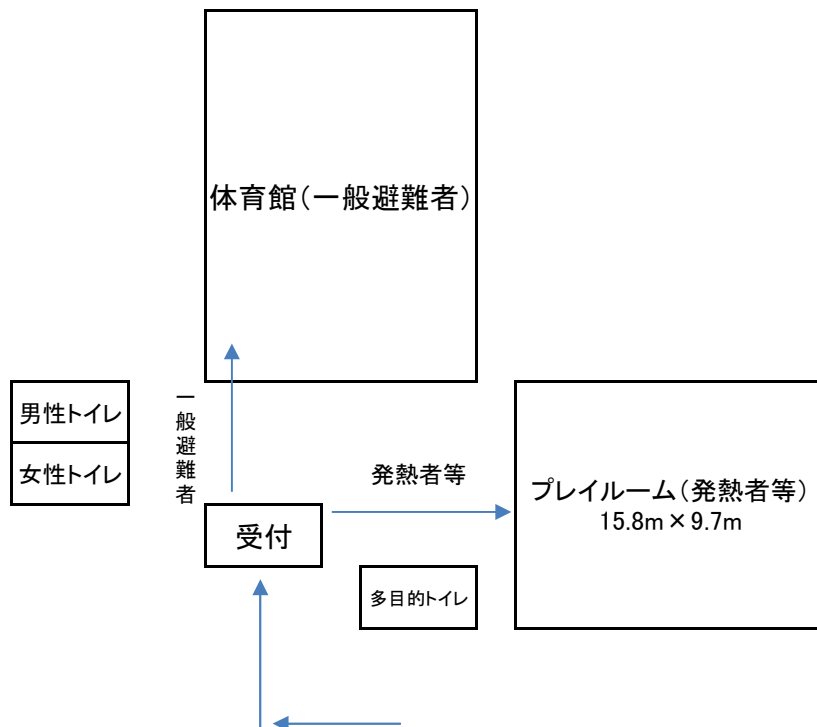 体育館(一般避難者)
男性トイレ
女性トイレ
一般避難者
発熱者等
プレイルーム(発熱者等)
15.8m×9.7m
受付
多目的トイレ